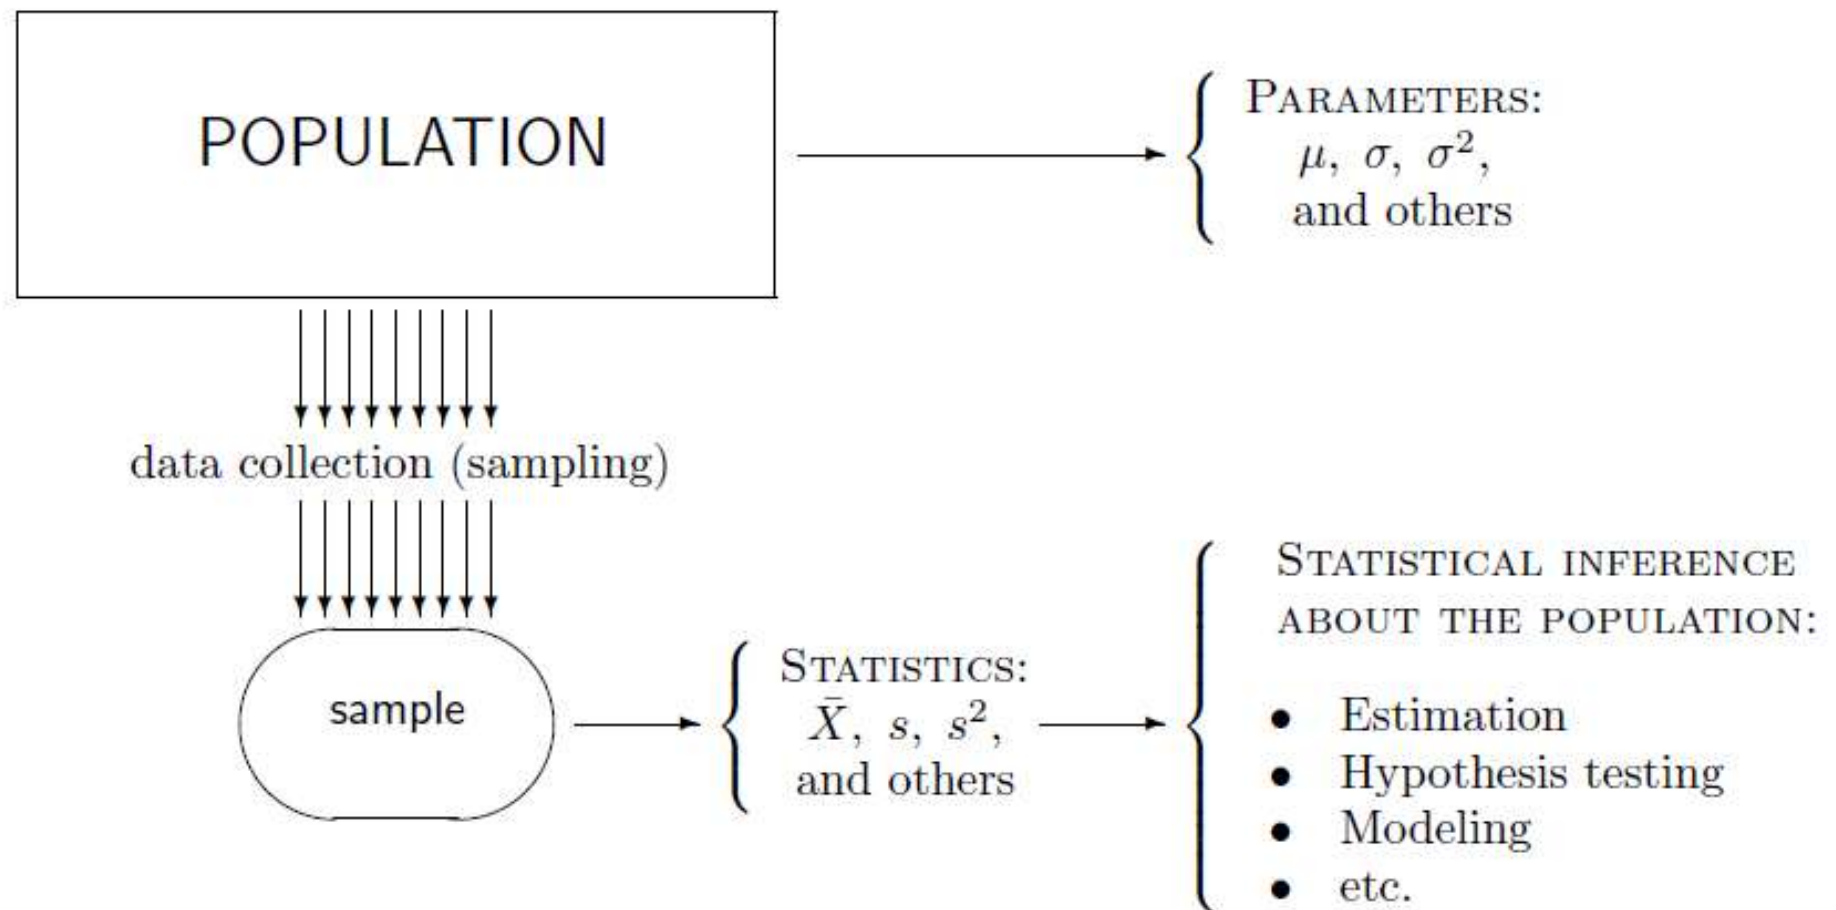 POPULATION
PARAMETERS:
μ, σ, σ²,
and others
data collection (sampling)
sample
STATISTICS:
X̄, s, s²,
and others
STATISTICAL INFERENCE
ABOUT THE POPULATION:
• Estimation
• Hypothesis testing
• Modeling
• etc.